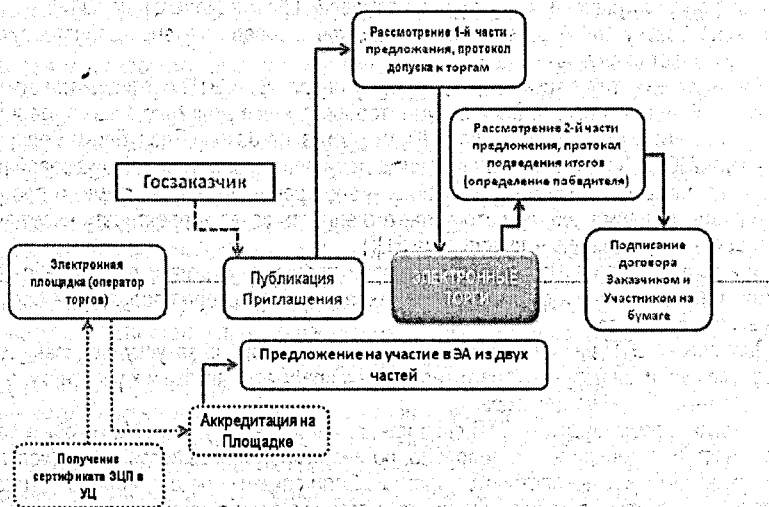 Рассмотрение 1-й части
предложения, протокол
допуска к торгам
Рассмотрение 2-й части
предложения, протокол
подведения итогов
(определение победителя)
Госзаказчик
Электронная
площадка (оператор
торгов)
Публикация
Приглашения
ЭЛЕКТРОННЫЕ
ТОРГИ
Подписание
договора
Заказчиком и
Участником на
бумаге
Предложение на участие в ЭА из двух
частей
Аккредитация на
Площадке
Получение
сертификата ЭЦП в
УЦ